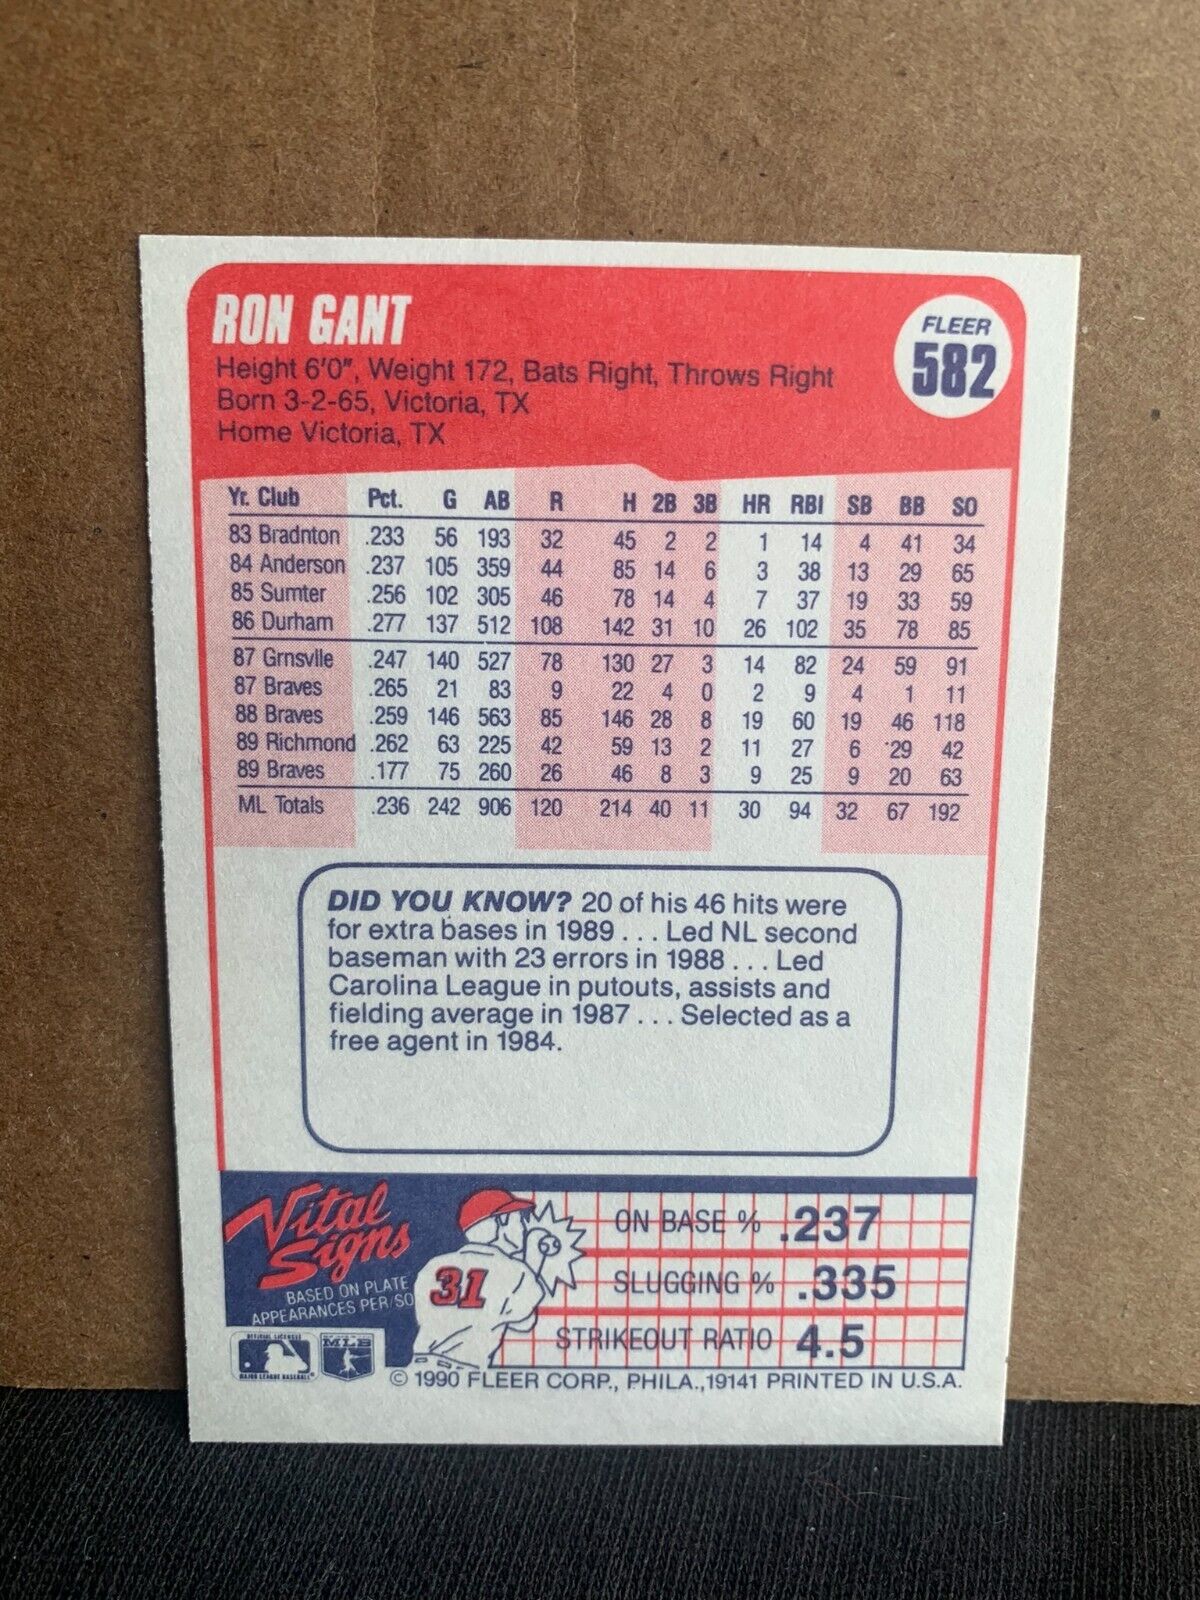 RON GANT
FLEER
582
Height 6'0", Weight 172, Bats Right, Throws Right
Born 3-2-65, Victoria, TX
Home Victoria, TX
Yr. Club Pct. G AB R H 2B 3B HR RBI SB BB SO
83 Bradnton .233 56 193 32 45 2 2 1 14 4 41 34
84 Anderson .237 105 359 44 85 14 6 3 38 13 29 65
85 Sumter .256 102 305 46 78 14 4 7 37 19 33 59
86 Durham .277 137 512 108 142 31 10 26 102 35 78 85
87 Grnsvlle .247 140 527 78 130 27 3 14 82 24 59 91
87 Braves .265 21 83 9 22 4 0 2 9 4 1 11
88 Braves .259 146 563 85 146 28 8 19 60 19 46 118
89 Richmond .262 63 225 42 59 13 2 11 27 6 29 42
89 Braves .177 75 260 26 46 8 3 9 25 9 20 63
ML Totals .236 242 906 120 214 40 11 30 94 32 67 192
DID YOU KNOW? 20 of his 46 hits were
for extra bases in 1989 . . . Led NL second
baseman with 23 errors in 1988 . . . Led
Carolina League in putouts, assists and
fielding average in 1987 . . . Selected as a
free agent in 1984.
Vital
Signs
BASED ON PLATE
APPEARANCES PER/SO
31
ON BASE % .237
SLUGGING % .335
STRIKEOUT RATIO 4.5
OFFICIAL LICENSEE
MAJOR LEAGUE BASEBALL
MLB
© 1990 FLEER CORP., PHILA.,19141 PRINTED IN U.S.A.